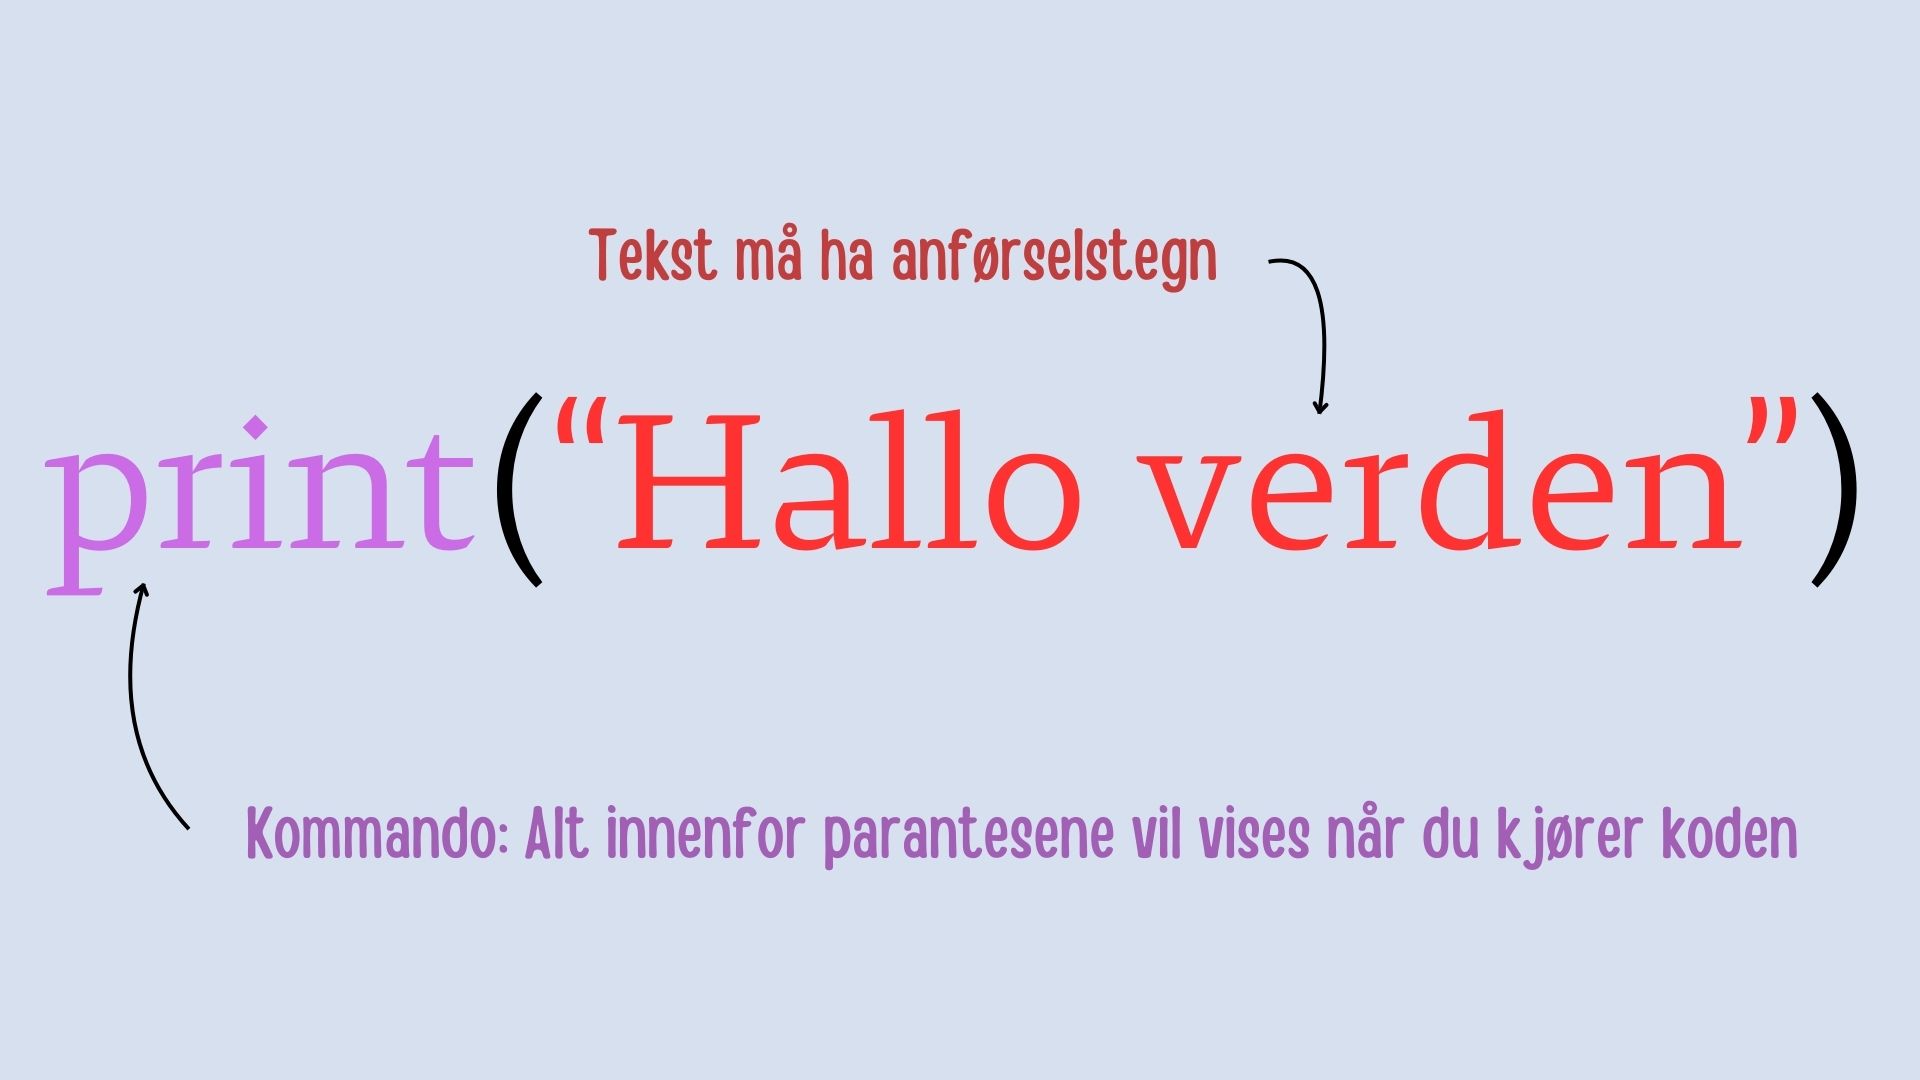 Tekst må ha anførselstegn
print(“Hallo verden”)
Kommando: Alt innenfor parantesene vil vises når du kjører koden